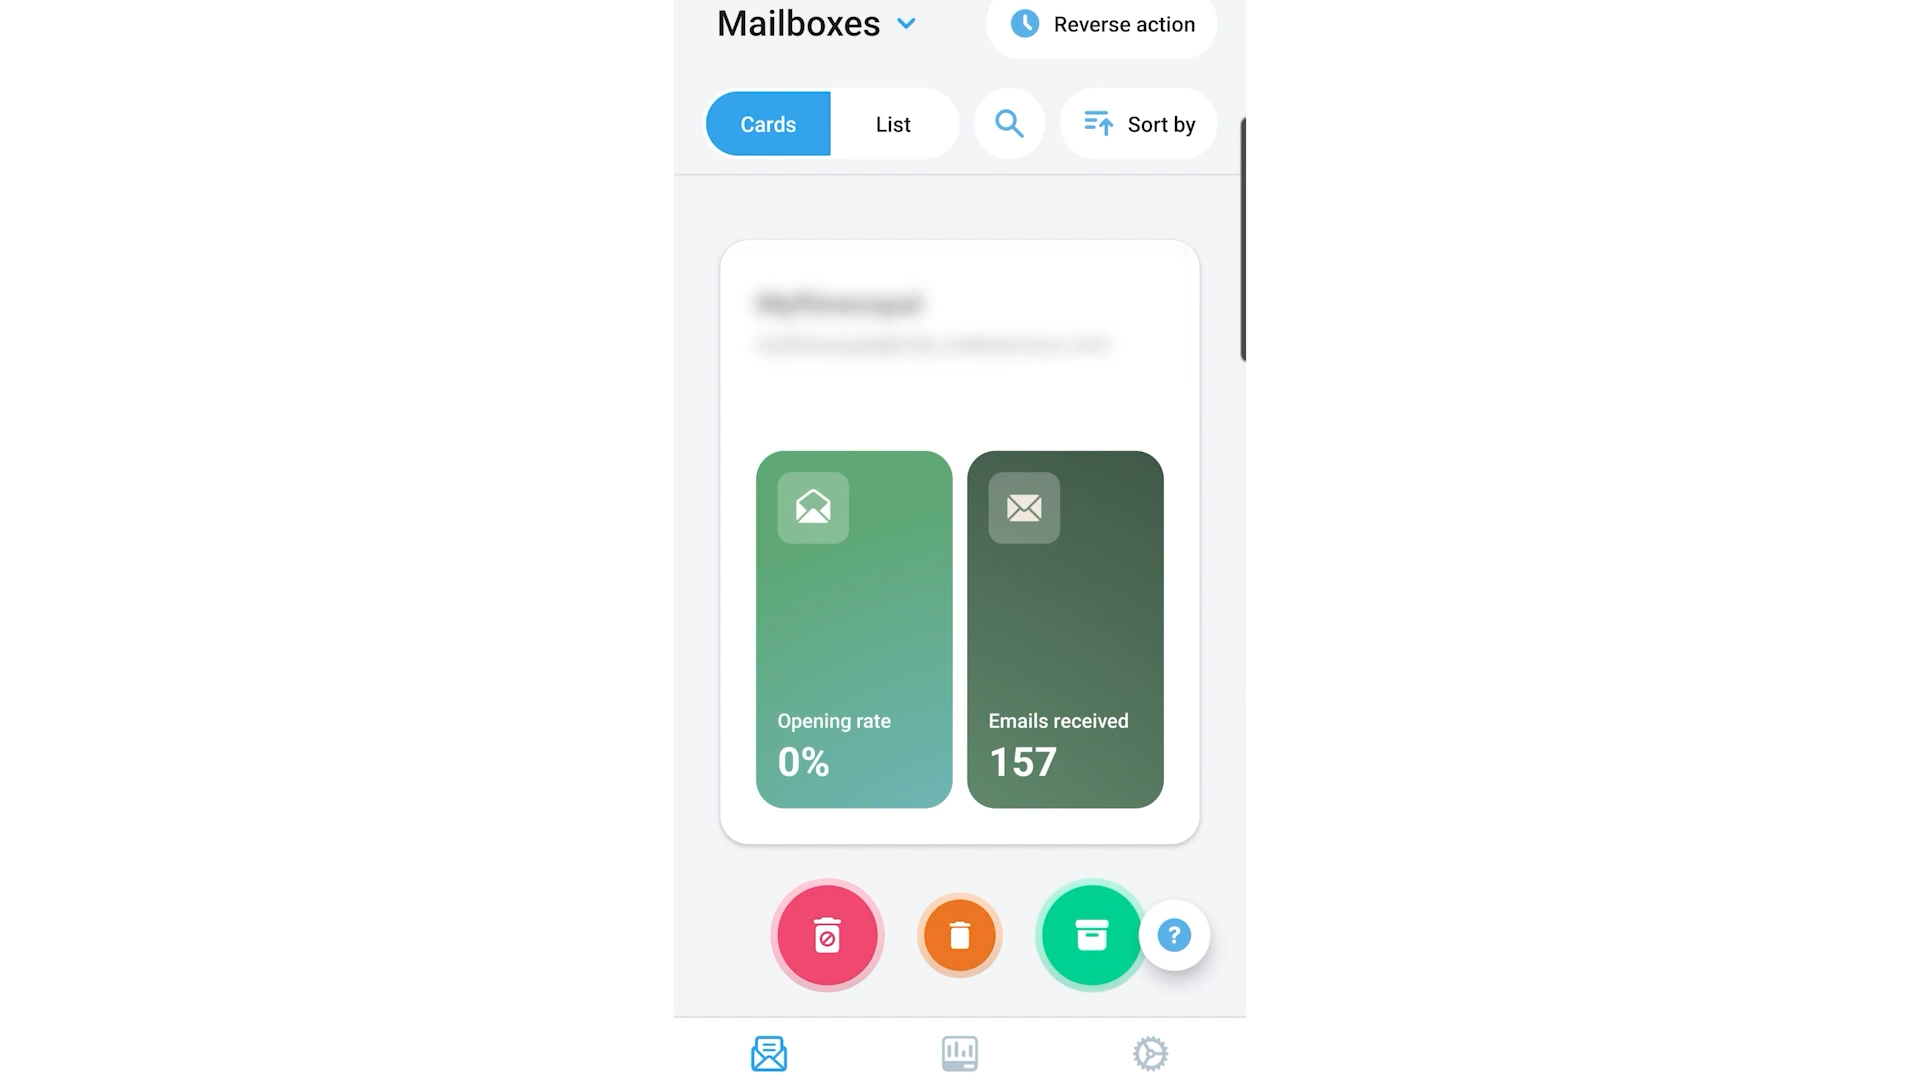 Mailboxes
Reverse action
Cards
List
Sort by
Opening rate
0%
Emails received
157
?